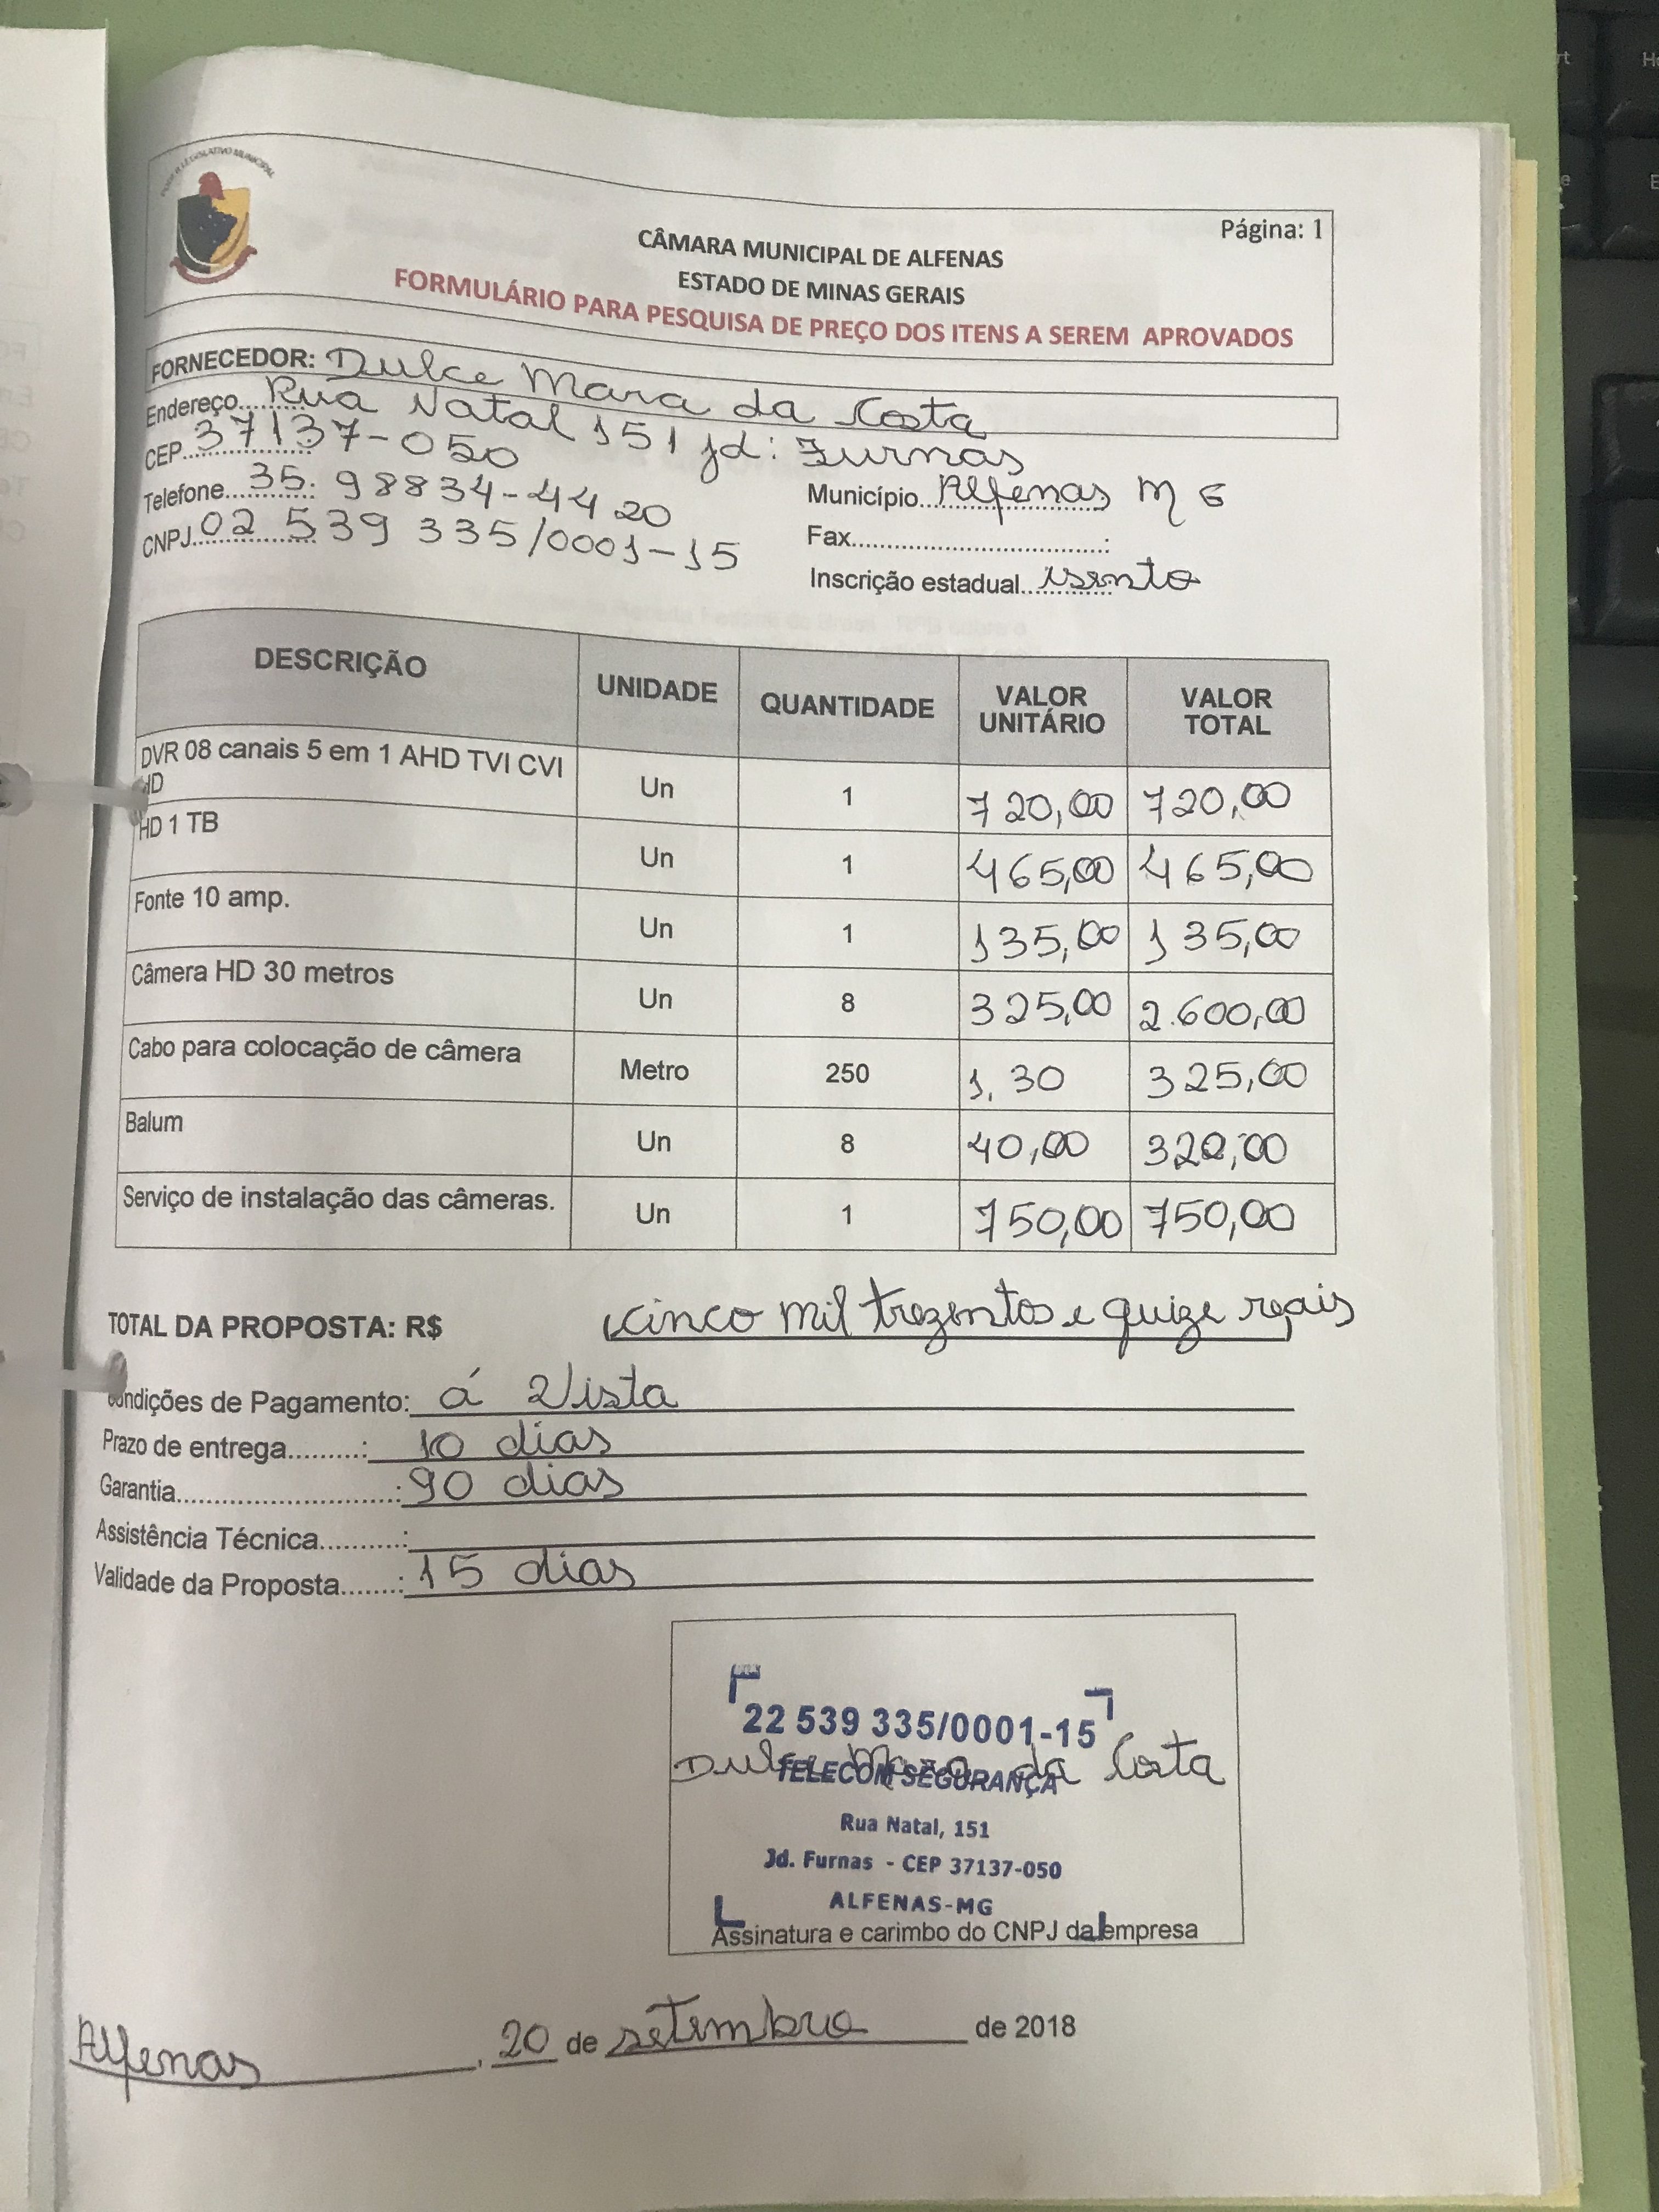 PODER LEGISLATIVO MUNICIPAL
Página: 1
CÂMARA MUNICIPAL DE ALFENAS
ESTADO DE MINAS GERAIS
FORMULÁRIO PARA PESQUISA DE PREÇO DOS ITENS A SEREM APROVADOS
FORNECEDOR: Dulce Mara da Costa
Endereço......... Rua Natal 151 jd: Furnas
CEP.................. 37137-050
Município.. Alfenas MG
Telefone............. 35. 98834-4420
Fax...................................:
CNPJ................. 02 539 335/0001-15
Inscrição estadual.............. isento
DESCRIÇÃO UNIDADE QUANTIDADE VALOR UNITÁRIO VALOR TOTAL
DVR 08 canais 5 em 1 AHD TVI CVI HD Un 1 720,00 720,00
HD 1 TB Un 1 465,00 465,00
Fonte 10 amp. Un 1 135,00 135,00
Câmera HD 30 metros Un 8 325,00 2.600,00
Cabo para colocação de câmera Metro 250 1,30 325,00
Balum Un 8 40,00 320,00
Serviço de instalação das câmeras. Un 1 750,00 750,00
TOTAL DA PROPOSTA: R$ cinco mil trezentos e quize reais
Condições de Pagamento: á Vista
Prazo de entrega.........: 10 dias
Garantia..........................: 90 dias
Assistência Técnica..........:
Validade da Proposta.......: 15 dias
22 539 335/0001-15
Dulce Mara da Costa
TELECOM SEGURANÇA
Rua Natal, 151
Jd. Furnas - CEP 37137-050
ALFENAS-MG
Assinatura e carimbo do CNPJ da empresa
Alfenas, 20 de setembro de 2018